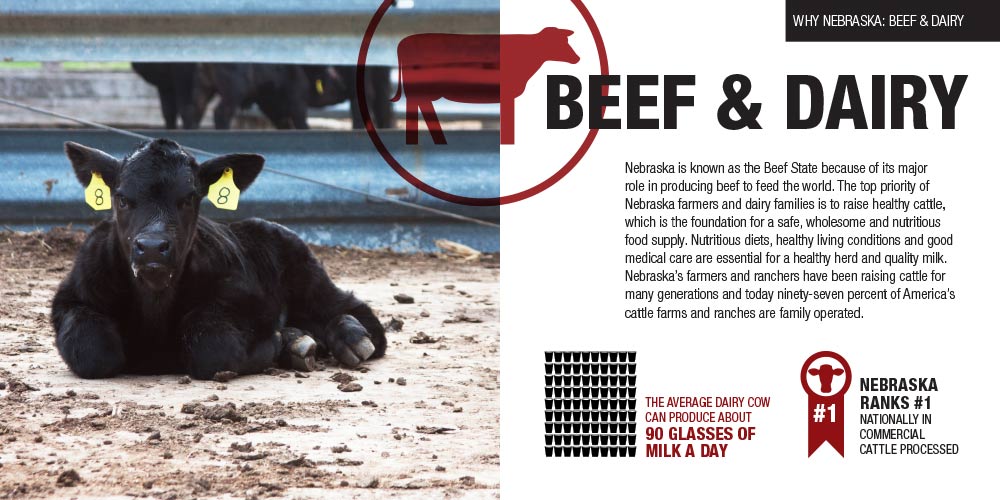 WHY NEBRASKA: BEEF & DAIRY
BEEF & DAIRY
Nebraska is known as the Beef State because of its major
role in producing beef to feed the world. The top priority of
Nebraska farmers and dairy families is to raise healthy cattle,
which is the foundation for a safe, wholesome and nutritious
food supply. Nutritious diets, healthy living conditions and good
medical care are essential for a healthy herd and quality milk.
Nebraska's farmers and ranchers have been raising cattle for
many generations and today ninety-seven percent of America's
cattle farms and ranches are family operated.
8
8
THE AVERAGE DAIRY COW
CAN PRODUCE ABOUT
90 GLASSES OF
MILK A DAY
#1
NEBRASKA
RANKS #1
NATIONALLY IN
COMMERCIAL
CATTLE PROCESSED